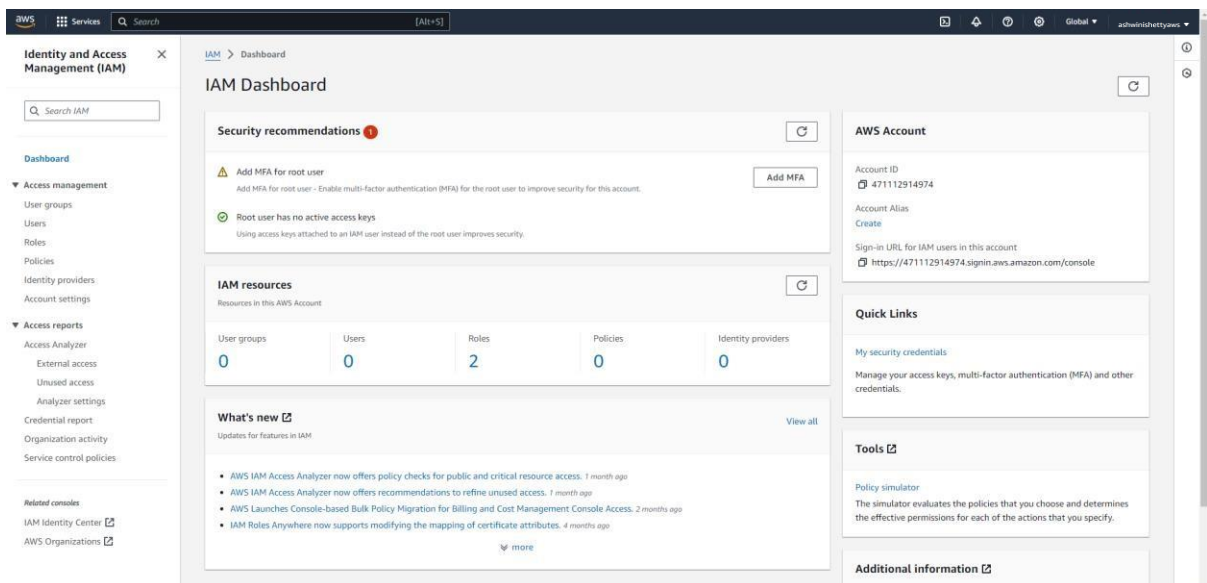 aws
Services
Search
[Alt+S]
Global
ashwinishettyaws
Identity and Access
Management (IAM)
Search IAM
Dashboard
Access management
User groups
Users
Roles
Policies
Identity providers
Account settings
Access reports
Access Analyzer
External access
Unused access
Analyzer settings
Credential report
Organization activity
Service control policies
Related consoles
IAM Identity Center
AWS Organizations
IAM > Dashboard
IAM Dashboard
Security recommendations 1
Add MFA for root user
Add MFA for root user - Enable multi-factor authentication (MFA) for the root user to improve security for this account.
Add MFA
Root user has no active access keys
Using access keys attached to an IAM user instead of the root user improves security.
IAM resources
Resources in this AWS Account
User groups Users Roles Policies Identity providers
0 0 2 0 0
What's new
Updates for features in IAM
View all
AWS IAM Access Analyzer now offers policy checks for public and critical resource access. 1 month ago
AWS IAM Access Analyzer now offers recommendations to refine unused access. 1 month ago
AWS Launches Console-based Bulk Policy Migration for Billing and Cost Management Console Access. 2 months ago
IAM Roles Anywhere now supports modifying the mapping of certificate attributes. 4 months ago
more
AWS Account
Account ID
471112914974
Account Alias
Create
Sign-in URL for IAM users in this account
https://471112914974.signin.aws.amazon.com/console
Quick Links
My security credentials
Manage your access keys, multi-factor authentication (MFA) and other
credentials.
Tools
Policy simulator
The simulator evaluates the policies that you choose and determines
the effective permissions for each of the actions that you specify.
Additional information